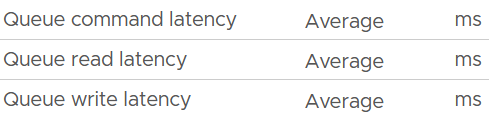 Queue command latency Average ms
Queue read latency Average ms
Queue write latency Average ms